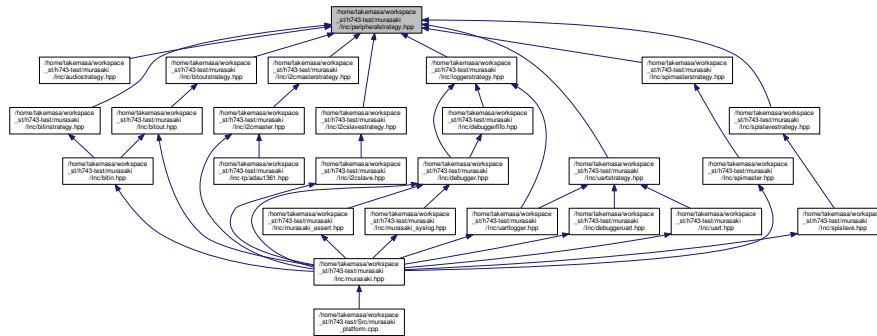 /home/takemasa/workspace
_st/h743-test/murasaki
/Inc/peripheralstrategy.hpp
/home/takemasa/workspace
_st/h743-test/murasaki
/Inc/audiostrategy.hpp
/home/takemasa/workspace
_st/h743-test/murasaki
/Inc/bitoutstrategy.hpp
/home/takemasa/workspace
_st/h743-test/murasaki
/Inc/i2cmasterstrategy.hpp
/home/takemasa/workspace
_st/h743-test/murasaki
/Inc/loggerstrategy.hpp
/home/takemasa/workspace
_st/h743-test/murasaki
/Inc/spimasterstrategy.hpp
/home/takemasa/workspace
_st/h743-test/murasaki
/Inc/bitinstrategy.hpp
/home/takemasa/workspace
_st/h743-test/murasaki
/Inc/bitout.hpp
/home/takemasa/workspace
_st/h743-test/murasaki
/Inc/i2cmaster.hpp
/home/takemasa/workspace
_st/h743-test/murasaki
/Inc/i2cslavestrategy.hpp
/home/takemasa/workspace
_st/h743-test/murasaki
/Inc/debuggerfifo.hpp
/home/takemasa/workspace
_st/h743-test/murasaki
/Inc/spislavestrategy.hpp
/home/takemasa/workspace
_st/h743-test/murasaki
/Inc/bitin.hpp
/home/takemasa/workspace
_st/h743-test/murasaki
/Inc-tp/adau1361.hpp
/home/takemasa/workspace
_st/h743-test/murasaki
/Inc/i2cslave.hpp
/home/takemasa/workspace
_st/h743-test/murasaki
/Inc/debugger.hpp
/home/takemasa/workspace
_st/h743-test/murasaki
/Inc/uartstrategy.hpp
/home/takemasa/workspace
_st/h743-test/murasaki
/Inc/spimaster.hpp
/home/takemasa/workspace
_st/h743-test/murasaki
/Inc/murasaki_assert.hpp
/home/takemasa/workspace
_st/h743-test/murasaki
/Inc/murasaki_syslog.hpp
/home/takemasa/workspace
_st/h743-test/murasaki
/Inc/uartlogger.hpp
/home/takemasa/workspace
_st/h743-test/murasaki
/Inc/debuggeruart.hpp
/home/takemasa/workspace
_st/h743-test/murasaki
/Inc/uart.hpp
/home/takemasa/workspace
_st/h743-test/murasaki
/Inc/spislave.hpp
/home/takemasa/workspace
_st/h743-test/murasaki
/Inc/murasaki.hpp
/home/takemasa/workspace
_st/h743-test/Src/murasaki
_platform.cpp